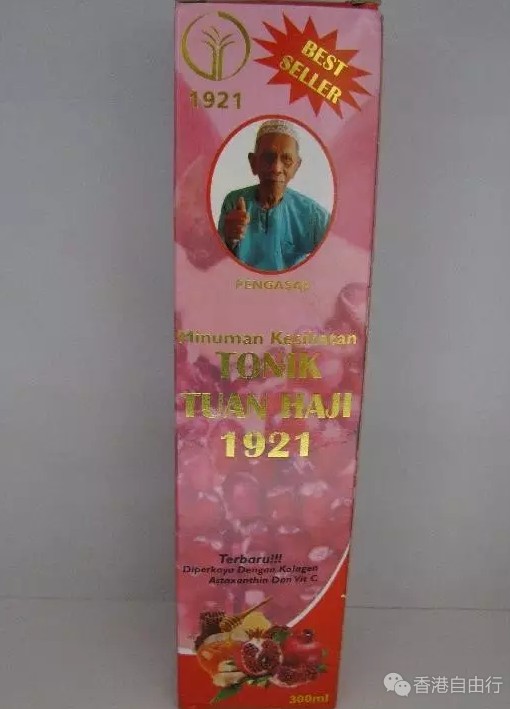 1921
BEST
SELLER
PENGASAS
Minuman Kesihatan
TONIK
TUAN HAJI
1921
Terbaru!!!
Diperkaya Dengan Kolagen
Astaxanthin Dan Vit C
300ml
香港自由行